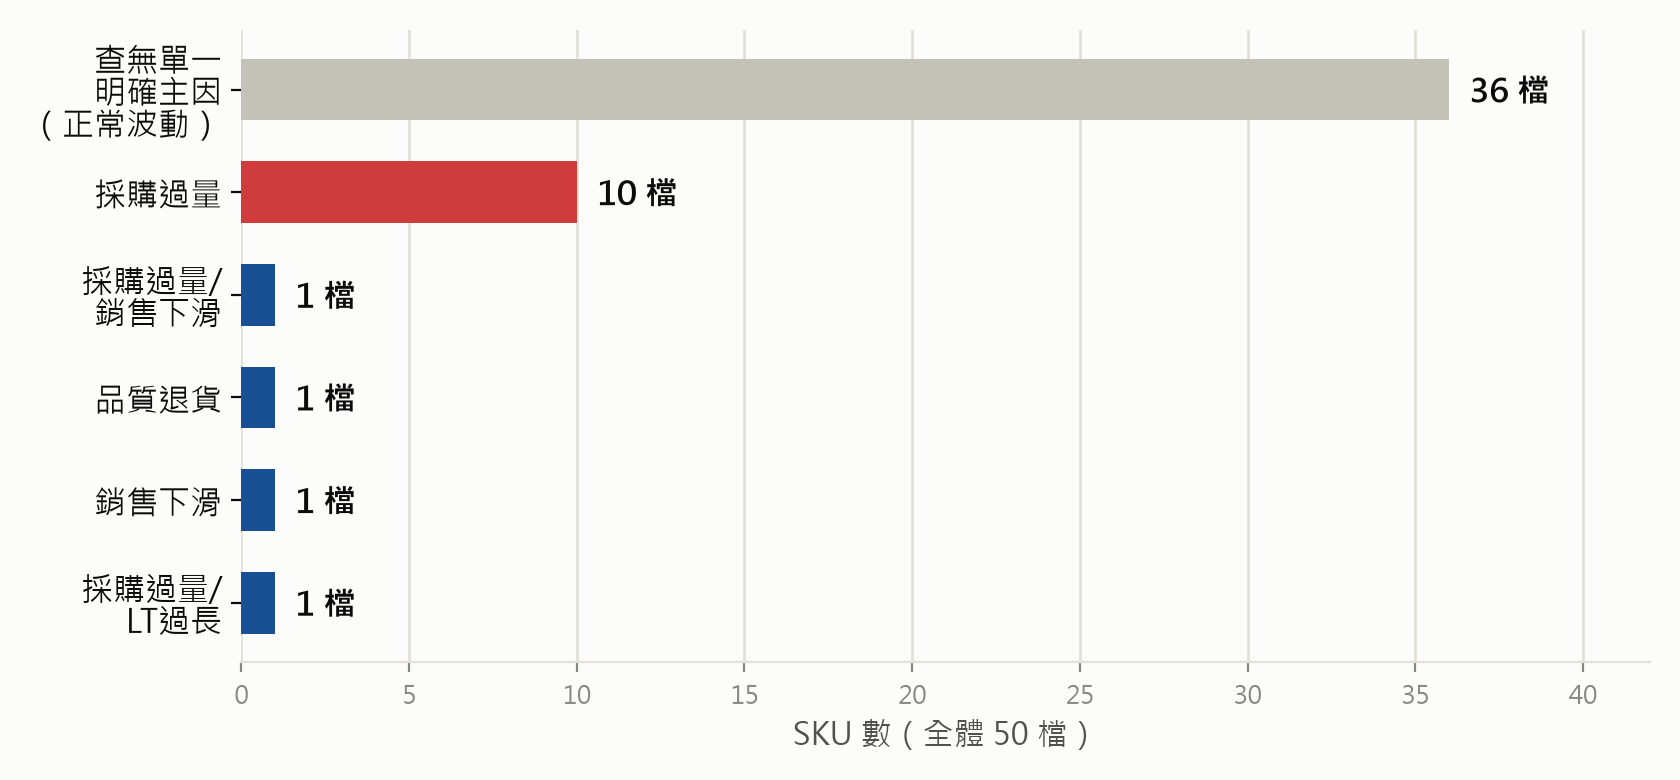 查無單一
明確主因
（正常波動）
36 檔
採購過量
10 檔
採購過量/
銷售下滑
1 檔
品質退貨
1 檔
銷售下滑
1 檔
採購過量/
LT過長
1 檔
0 5 10 15 20 25 30 35 40
SKU 數（全體 50 檔）